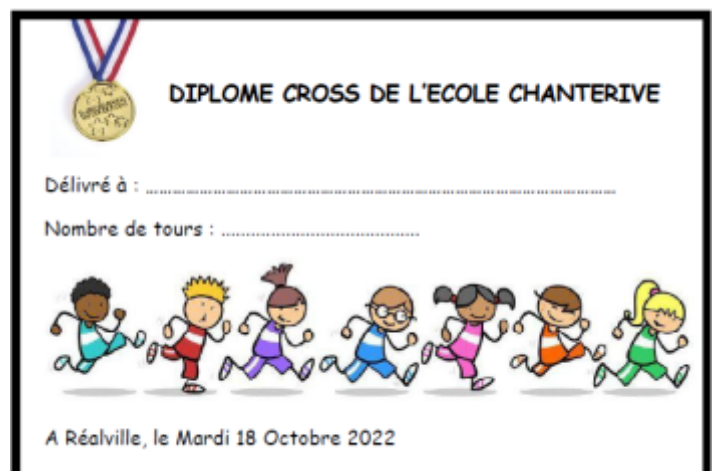 DIPLOME CROSS DE L'ECOLE CHANTERIVE
Délivré à : ..............................................................................................
Nombre de tours : ........................................
A Réalville, le Mardi 18 Octobre 2022